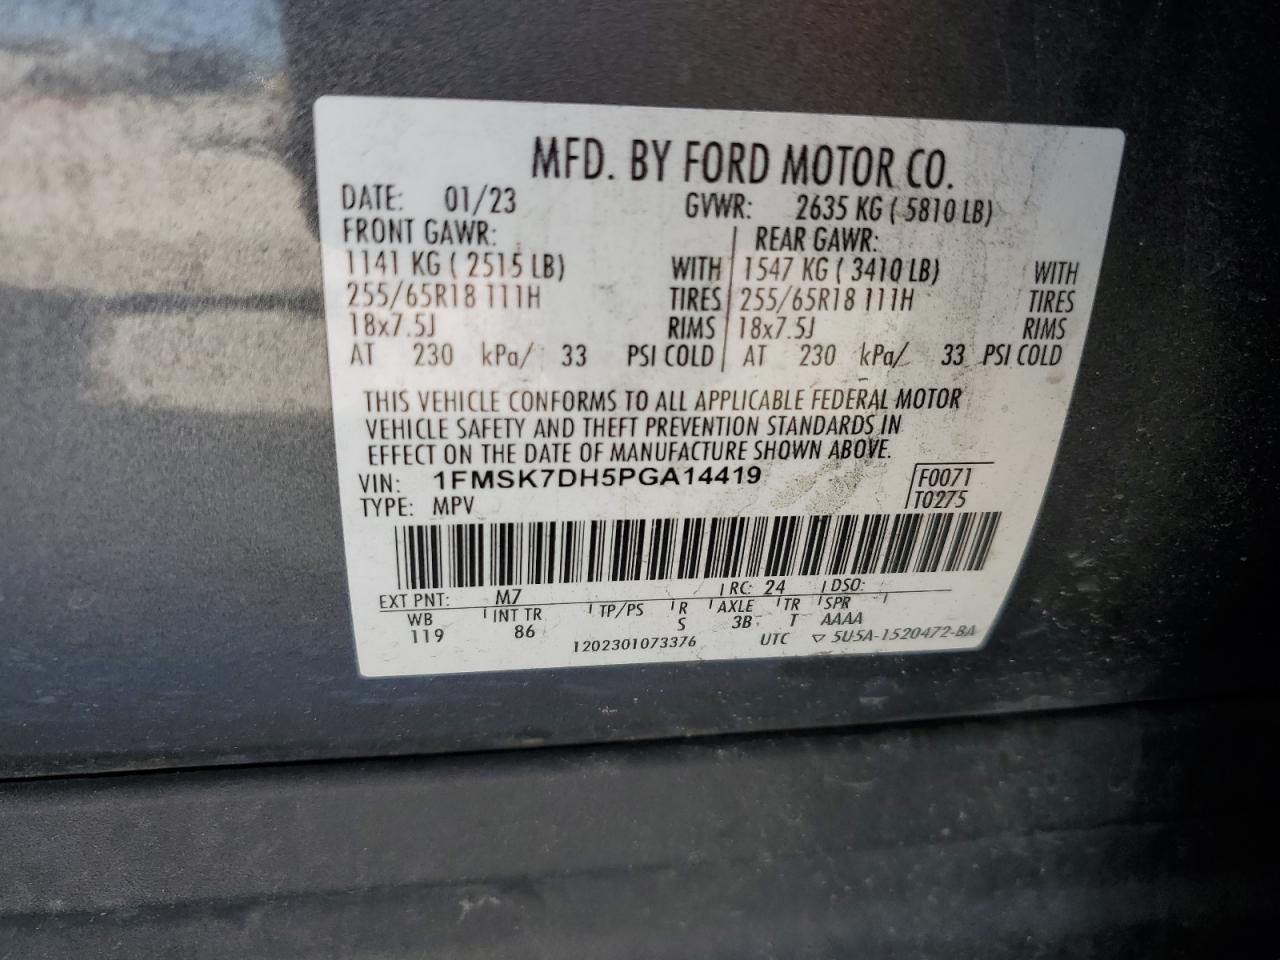 MFD. BY FORD MOTOR CO.
DATE: 01/23 GVWR: 2635 KG ( 5810 LB)
FRONT GAWR: REAR GAWR:
1141 KG ( 2515 LB) WITH 1547 KG ( 3410 LB) WITH
255/65R18 111H TIRES 255/65R18 111H TIRES
18x7.5J RIMS 18x7.5J RIMS
AT 230 kPa/ 33 PSI COLD AT 230 kPa/ 33 PSI COLD
THIS VEHICLE CONFORMS TO ALL APPLICABLE FEDERAL MOTOR
VEHICLE SAFETY AND THEFT PREVENTION STANDARDS IN
EFFECT ON THE DATE OF MANUFACTURE SHOWN ABOVE.
VIN: 1FMSK7DH5PGA14419 F0071
TYPE: MPV T0275
EXT PNT: M7 RC: 24 DSO:
WB INT TR TP/PS R AXLE TR SPR
119 86 S 3B T AAAA
1202301073376 UTC ▽ 5U5A-1520472-BA